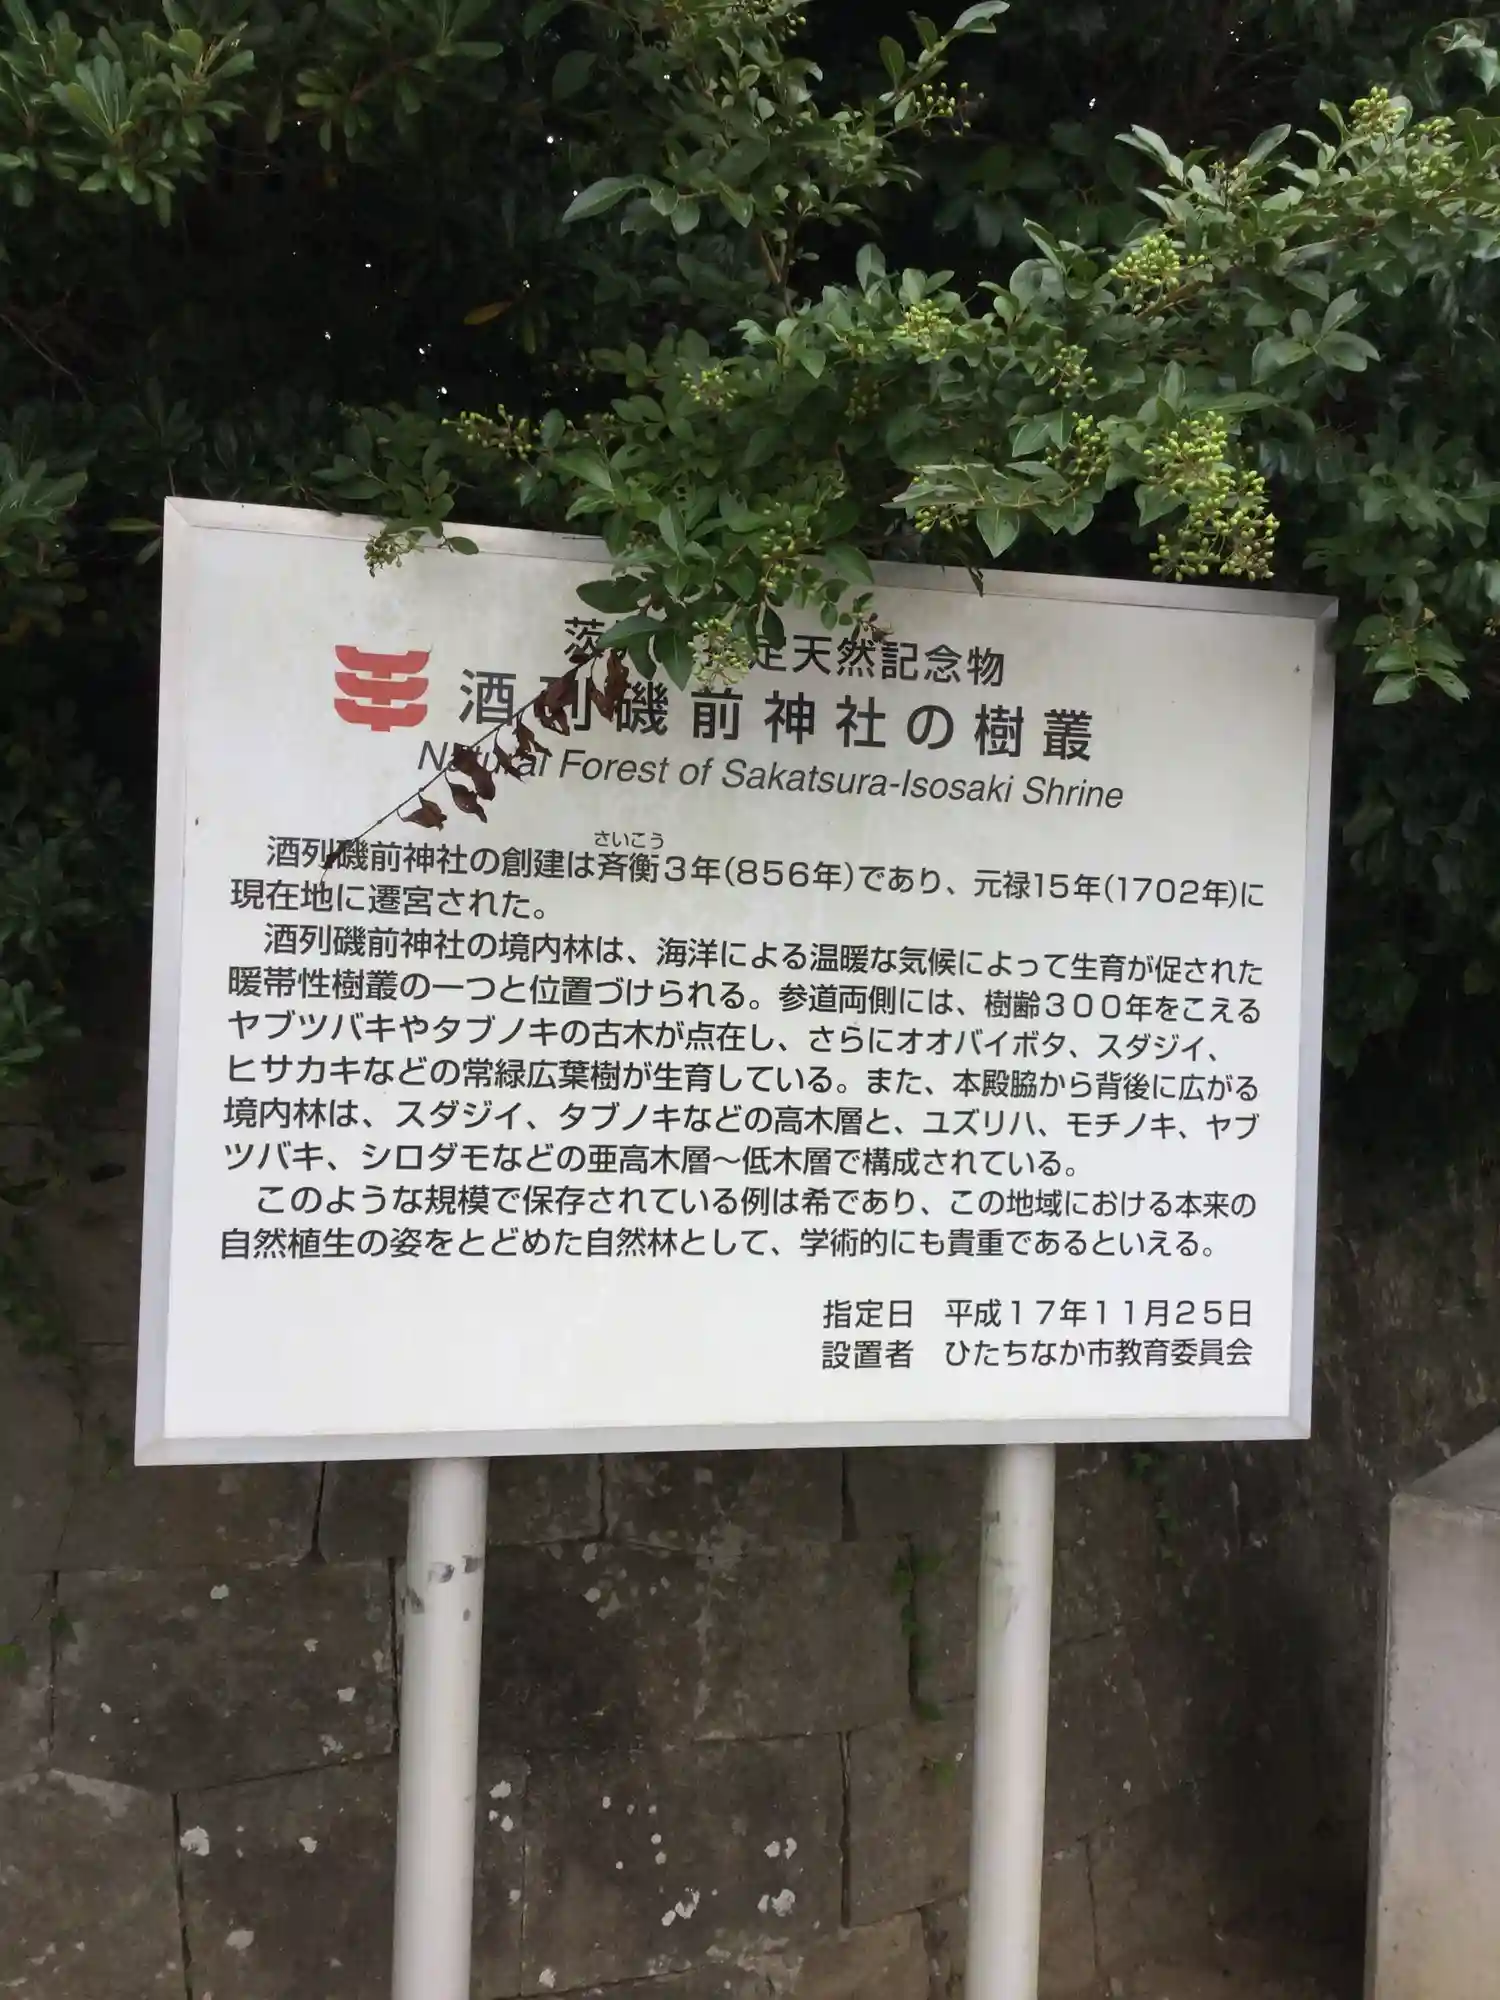 茨 定天然記念物
酒列磯前神社の樹叢
Natural Forest of Sakatsura-Isosaki Shrine
さいこう
酒列磯前神社の創建は斉衡３年(856年)であり、元禄15年(1702年)に
現在地に遷宮された。
酒列磯前神社の境内林は、海洋による温暖な気候によって生育が促された
暖帯性樹叢の一つと位置づけられる。参道両側には、樹齢３００年をこえる
ヤブツバキやタブノキの古木が点在し、さらにオオバイボタ、スダジイ、
ヒサカキなどの常緑広葉樹が生育している。また、本殿脇から背後に広がる
境内林は、スダジイ、タブノキなどの高木層と、ユズリハ、モチノキ、ヤブ
ツバキ、シロダモなどの亜高木層～低木層で構成されている。
このような規模で保存されている例は希であり、この地域における本来の
自然植生の姿をとどめた自然林として、学術的にも貴重であるといえる。
指定日　平成１７年１１月２５日
設置者　ひたちなか市教育委員会